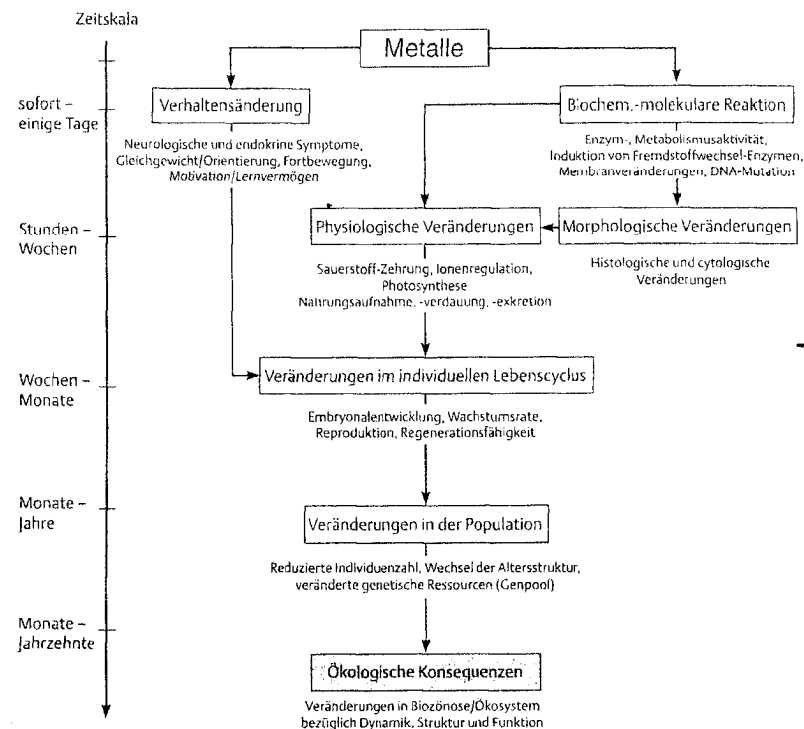 Zeitskala
Metalle
sofort –
einige Tage
Verhaltensänderung
Biochem.-molekulare Reaktion
Neurologische und endokrine Symptome,
Gleichgewicht/Orientierung, Fortbewegung,
Motivation/Lernvermögen
Enzym-, Metabolismusaktivität,
Induktion von Fremdstoffwechsel-Enzymen,
Membranveränderungen, DNA-Mutation
Stunden –
Wochen
Physiologische Veränderungen
Morphologische Veränderungen
Sauerstoff-Zehrung, Ionenregulation,
Photosynthese
Nahrungsaufnahme, -verdauung, -exkretion
Histologische und cytologische
Veränderungen
Wochen –
Monate
Veränderungen im individuellen Lebenscyclus
Embryonalentwicklung, Wachstumsrate,
Reproduktion, Regenerationsfähigkeit
Monate –
Jahre
Veränderungen in der Population
Reduzierte Individuenzahl, Wechsel der Altersstruktur,
veränderte genetische Ressourcen (Genpool)
Monate –
Jahrzehnte
Ökologische Konsequenzen
Veränderungen in Biozönose/Ökosystem
bezüglich Dynamik, Struktur und Funktion